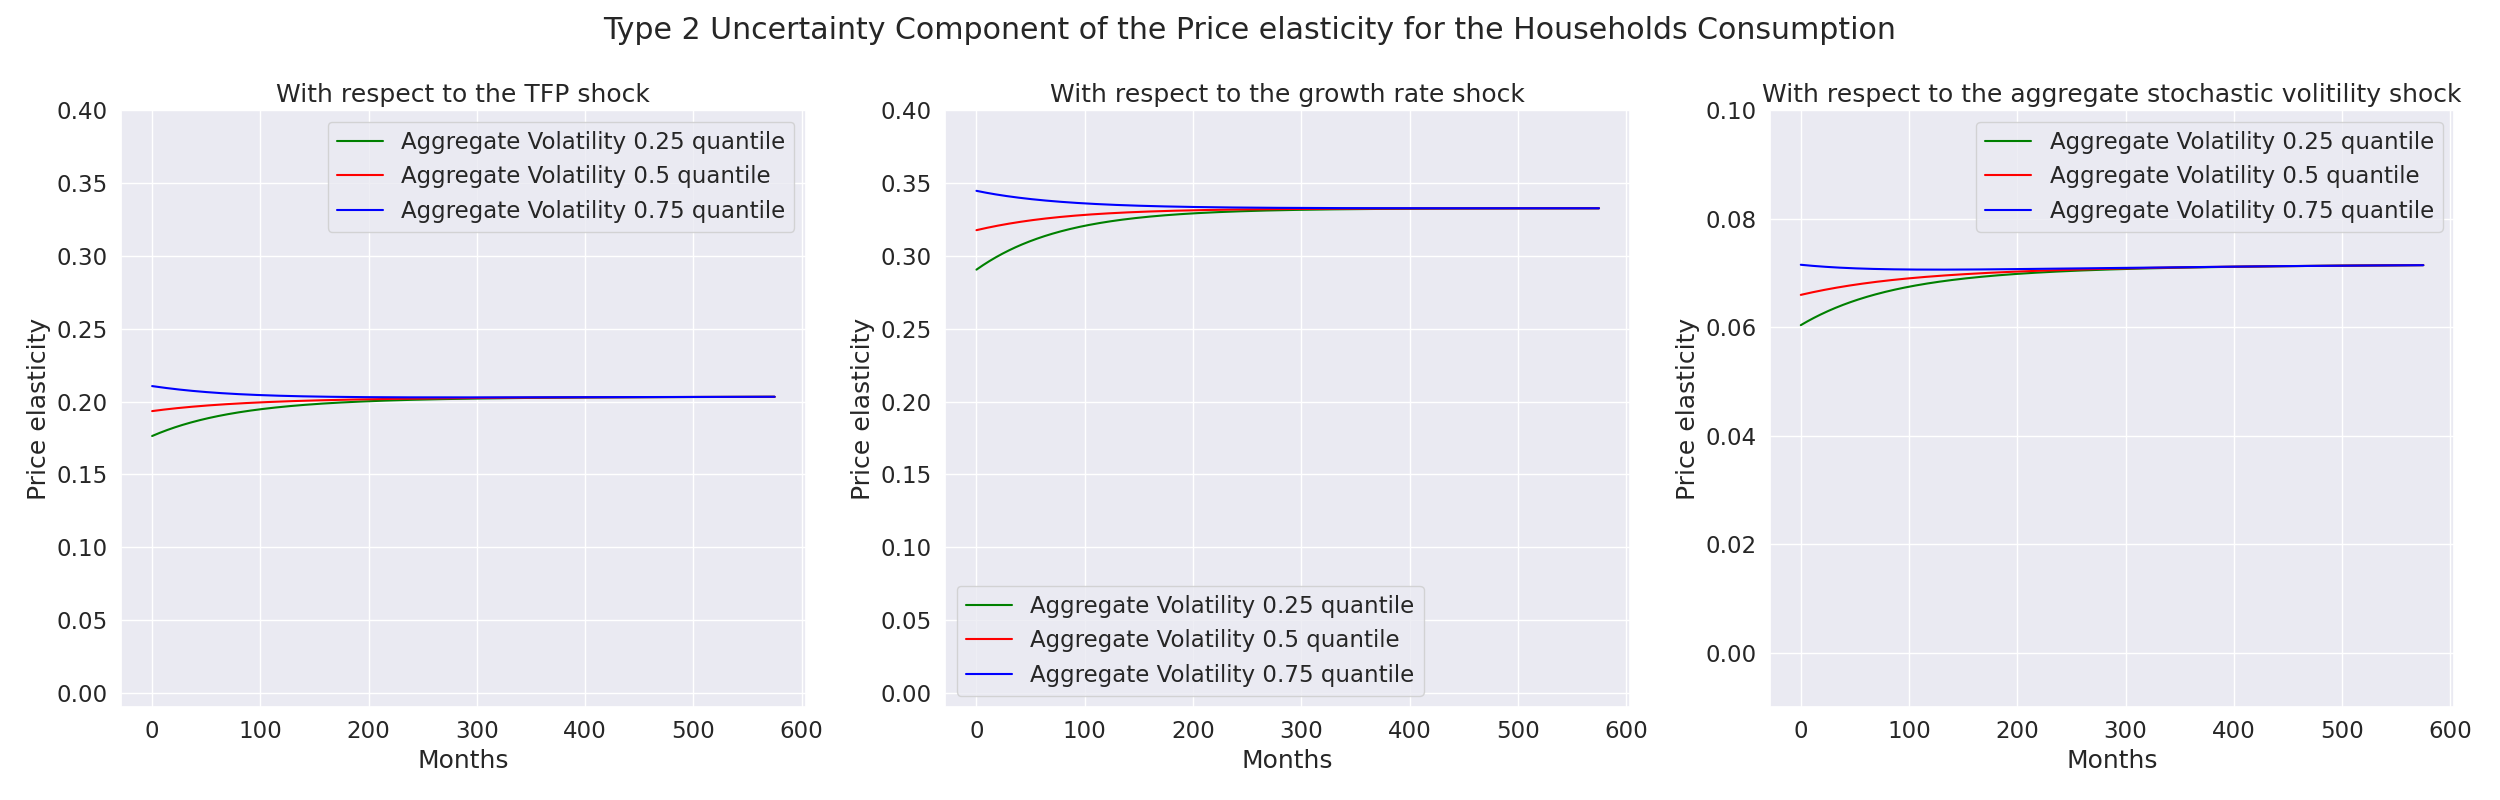 Type 2 Uncertainty Component of the Price elasticity for the Households Consumption
With respect to the TFP shock
0.40
0.35
0.30
0.25
0.20
0.15
0.10
0.05
0.00
Price elasticity
Aggregate Volatility 0.25 quantile
Aggregate Volatility 0.5 quantile
Aggregate Volatility 0.75 quantile
0 100 200 300 400 500 600
Months
With respect to the growth rate shock
0.40
0.35
0.30
0.25
0.20
0.15
0.10
0.05
0.00
Price elasticity
Aggregate Volatility 0.25 quantile
Aggregate Volatility 0.5 quantile
Aggregate Volatility 0.75 quantile
0 100 200 300 400 500 600
Months
With respect to the aggregate stochastic volitility shock
0.10
0.08
0.06
0.04
0.02
0.00
Price elasticity
Aggregate Volatility 0.25 quantile
Aggregate Volatility 0.5 quantile
Aggregate Volatility 0.75 quantile
0 100 200 300 400 500 600
Months